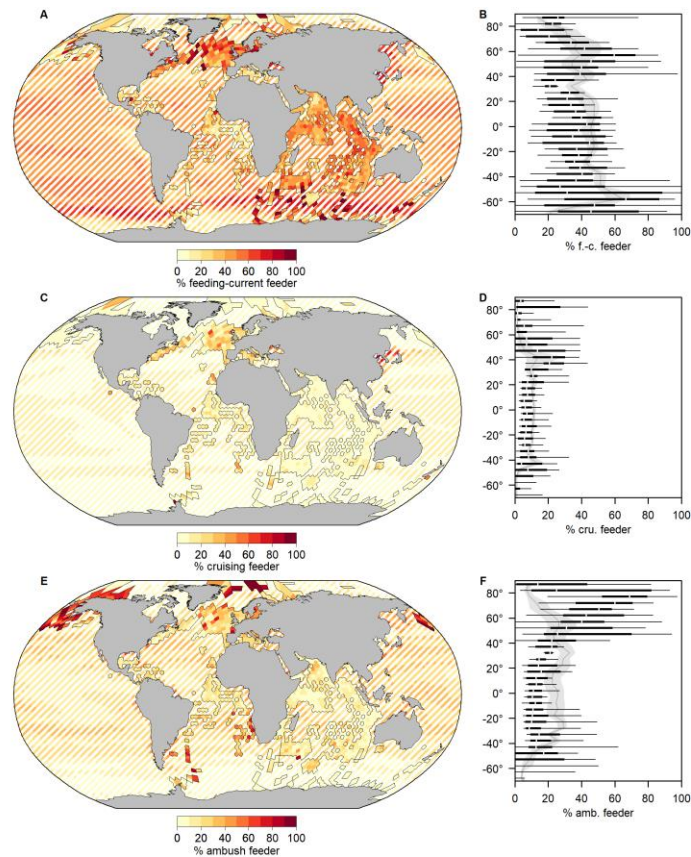 A
B
80°
60°
40°
20°
0°
-20°
-40°
-60°
0 20 40 60 80 100
% f.-c. feeder
0 20 40 60 80 100
% feeding-current feeder
C
D
80°
60°
40°
20°
0°
-20°
-40°
-60°
0 20 40 60 80 100
% cru. feeder
0 20 40 60 80 100
% cruising feeder
E
F
80°
60°
40°
20°
0°
-20°
-40°
-60°
0 20 40 60 80 100
% amb. feeder
0 20 40 60 80 100
% ambush feeder